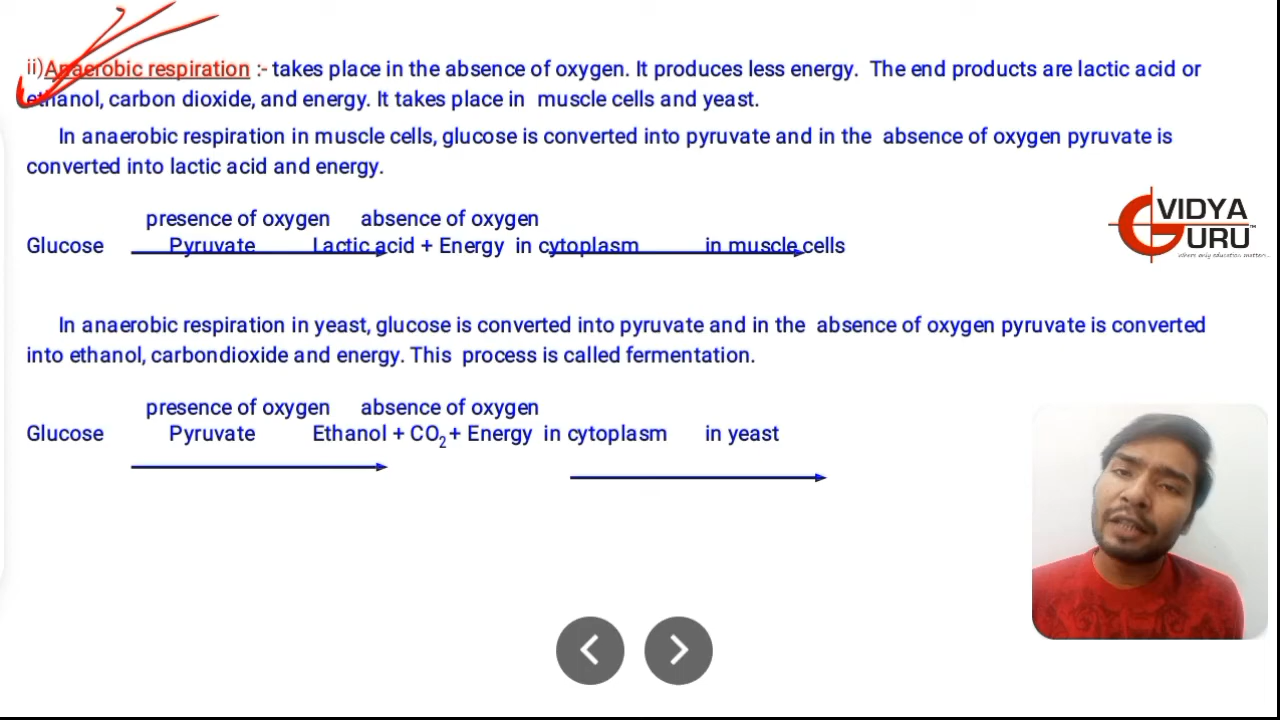 ii)Anaerobic respiration :- takes place in the absence of oxygen. It produces less energy. The end products are lactic acid or
ethanol, carbon dioxide, and energy. It takes place in muscle cells and yeast.
In anaerobic respiration in muscle cells, glucose is converted into pyruvate and in the absence of oxygen pyruvate is
converted into lactic acid and energy.
presence of oxygen absence of oxygen
Glucose Pyruvate Lactic acid + Energy in cytoplasm in muscle cells
VIDYA
GURU™
Where only education matters...
In anaerobic respiration in yeast, glucose is converted into pyruvate and in the absence of oxygen pyruvate is converted
into ethanol, carbondioxide and energy. This process is called fermentation.
presence of oxygen absence of oxygen
Glucose Pyruvate Ethanol + CO₂ + Energy in cytoplasm in yeast